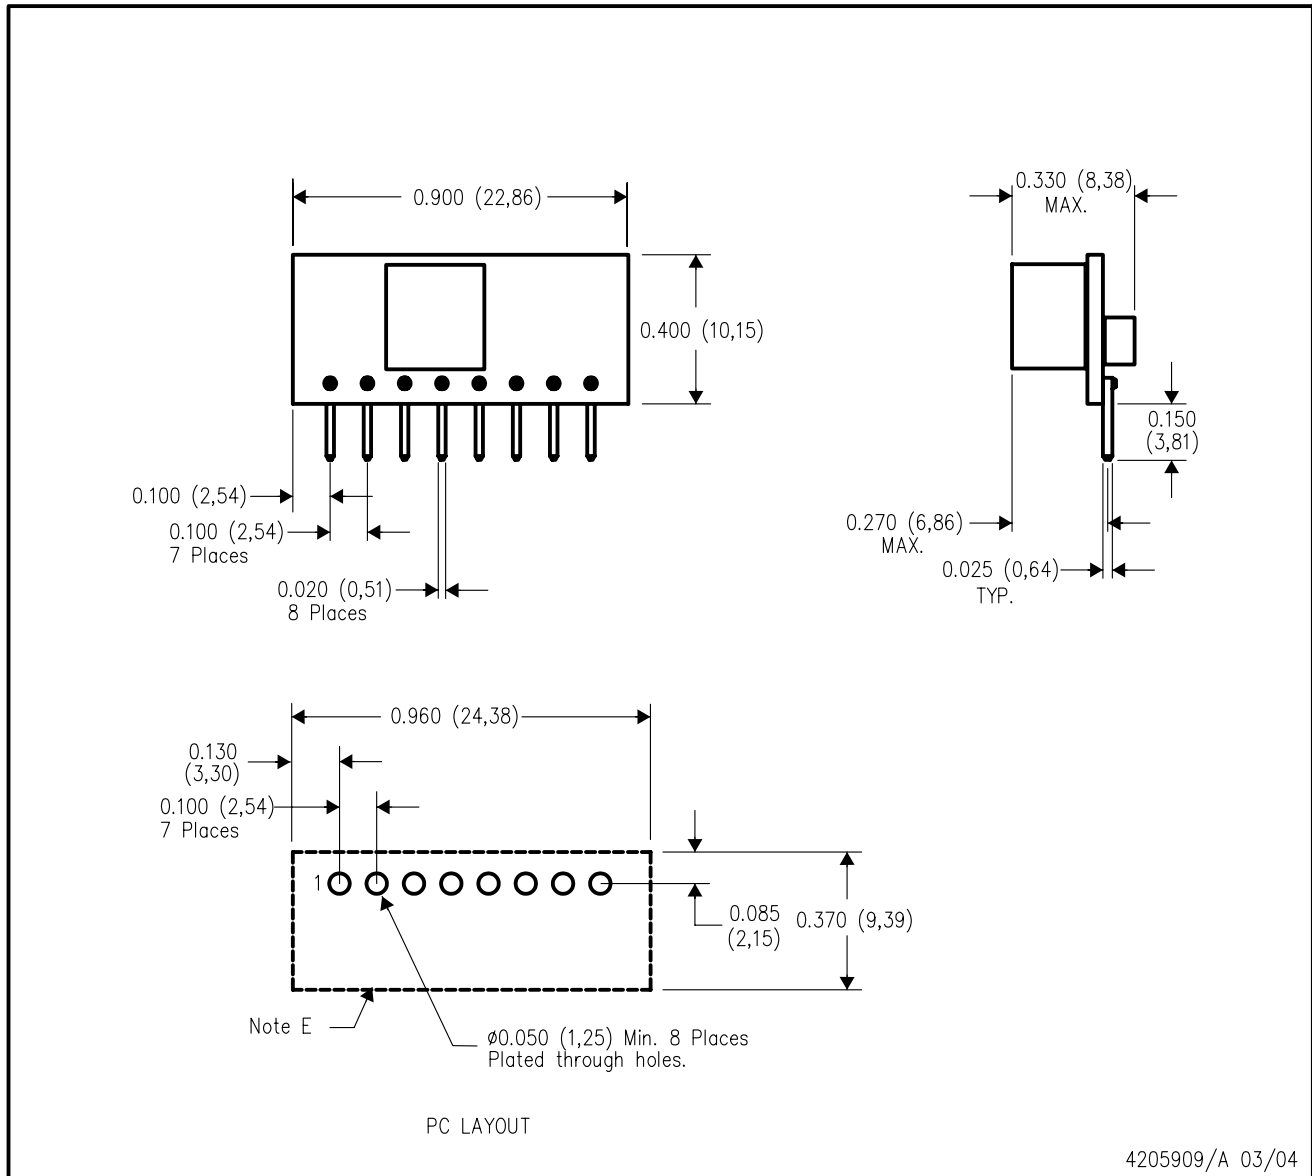 0.900 (22,86)
0.400 (10,15)
0.100 (2,54)
0.100 (2,54)
7 Places
0.020 (0,51)
8 Places
0.330 (8,38)
MAX.
0.150
(3,81)
0.270 (6,86)
MAX.
0.025 (0,64)
TYP.
0.960 (24,38)
0.130
(3,30)
0.100 (2,54)
7 Places
1
0.085
(2,15)
0.370 (9,39)
Note E
ø0.050 (1,25) Min. 8 Places
Plated through holes.
PC LAYOUT
4205909/A 03/04